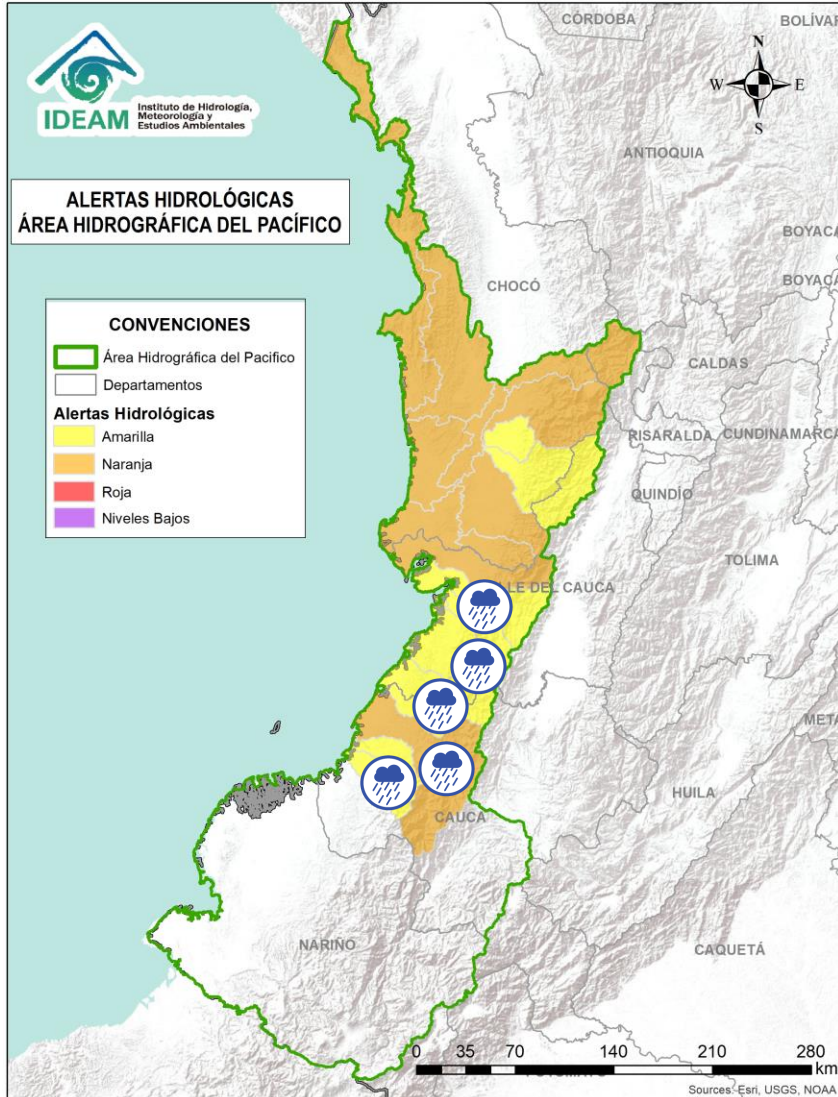 CÓRDOBA
BOLÍVAR
IDEAM
Instituto de Hidrología,
Meteorología y
Estudios Ambientales
N
W
E
S
ANTIOQUIA
ALERTAS HIDROLÓGICAS
ÁREA HIDROGRÁFICA DEL PACÍFICO
BOYACÁ
BOYACÁ
CHOCÓ
CONVENCIONES
Área Hidrográfica del Pacifico
Departamentos
Alertas Hidrológicas
Amarilla
Naranja
Roja
Niveles Bajos
CALDAS
RISARALDA
CUNDINAMARCA
QUINDÍO
TOLIMA
LLE DEL CAUCA
META
HUILA
CAUCA
NARIÑO
CAQUETÁ
0 35 70 140 210 280
km
Sources: Esri, USGS, NOAA